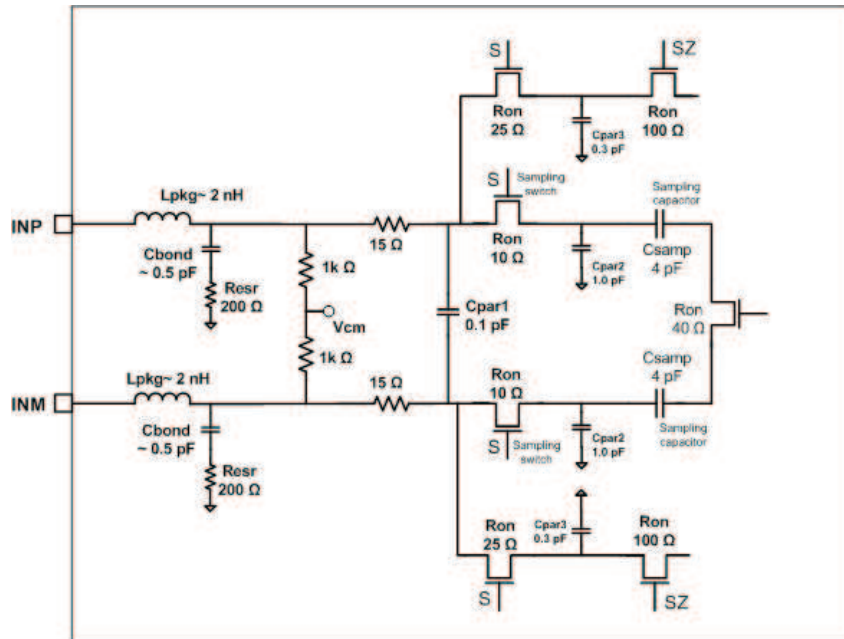 S
SZ
Ron
25 Ω
Cpar3
0.3 pF
Ron
100 Ω
S
Sampling
switch
Sampling
capacitor
Lpkg~ 2 nH
INP
15 Ω
Ron
10 Ω
Cpar2
1.0 pF
Csamp
4 pF
Cbond
~ 0.5 pF
1k Ω
Resr
200 Ω
Vcm
Cpar1
0.1 pF
Ron
40 Ω
1k Ω
Lpkg~ 2 nH
15 Ω
Ron
10 Ω
Csamp
4 pF
INM
Cbond
~ 0.5 pF
S
Sampling
switch
Cpar2
1.0 pF
Sampling
capacitor
Resr
200 Ω
Ron
25 Ω
Cpar3
0.3 pF
Ron
100 Ω
S
SZ